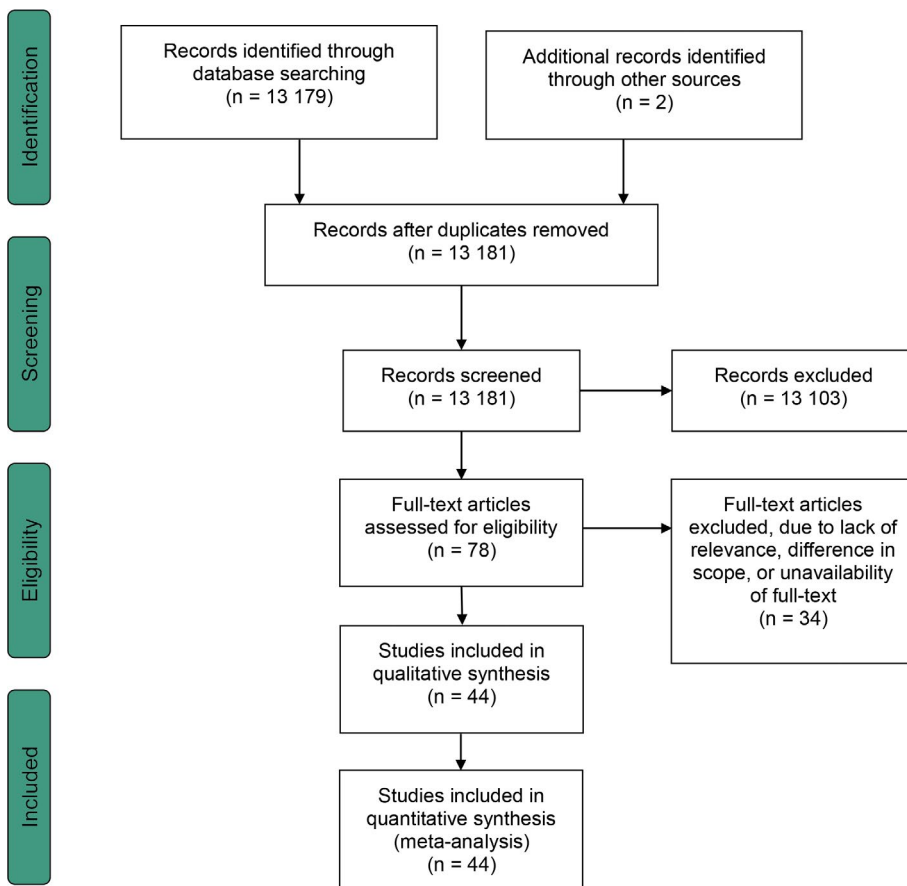 Identification
Records identified through
database searching
(n = 13 179)
Additional records identified
through other sources
(n = 2)
Records after duplicates removed
(n = 13 181)
Screening
Records screened
(n = 13 181)
Records excluded
(n = 13 103)
Eligibility
Full-text articles
assessed for eligibility
(n = 78)
Full-text articles
excluded, due to lack of
relevance, difference in
scope, or unavailability
of full-text
(n = 34)
Studies included in
qualitative synthesis
(n = 44)
Included
Studies included in
quantitative synthesis
(meta-analysis)
(n = 44)